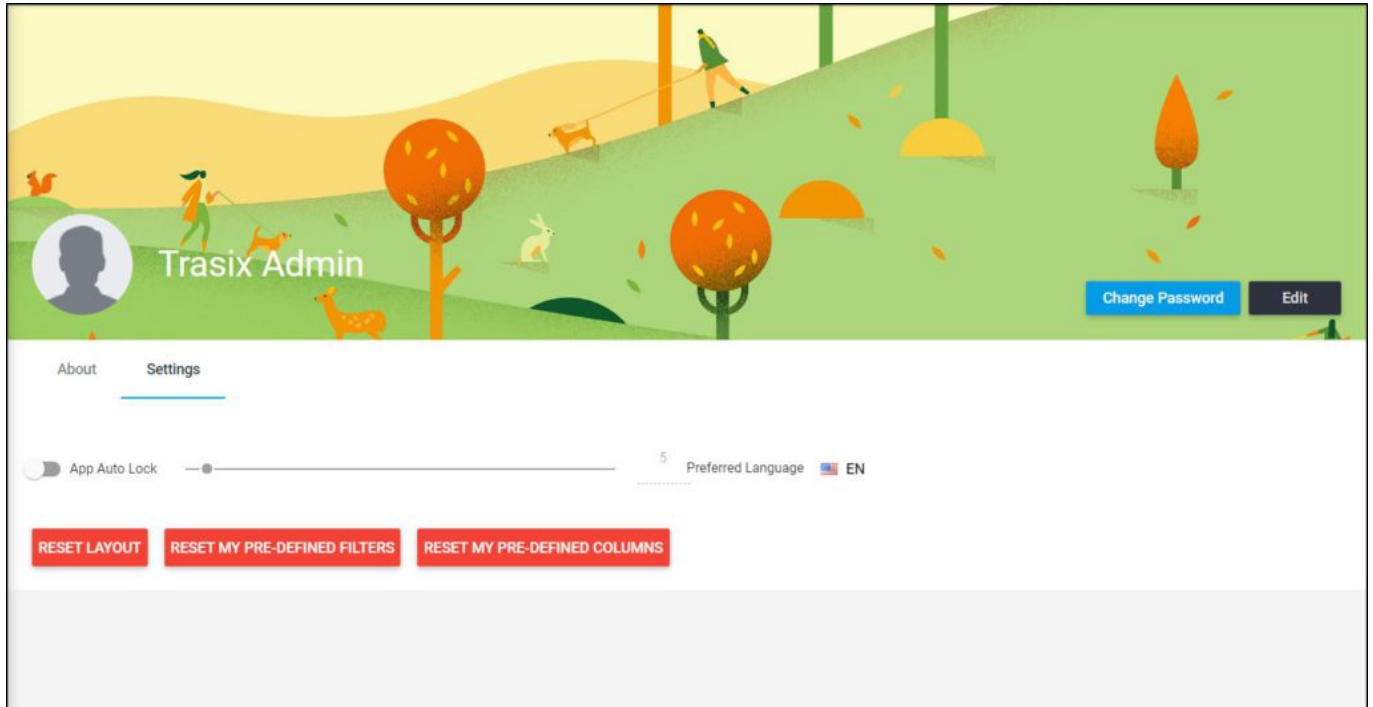 Trasix Admin
Change Password
Edit
About
Settings
App Auto Lock
5
Preferred Language
EN
RESET LAYOUT
RESET MY PRE-DEFINED FILTERS
RESET MY PRE-DEFINED COLUMNS